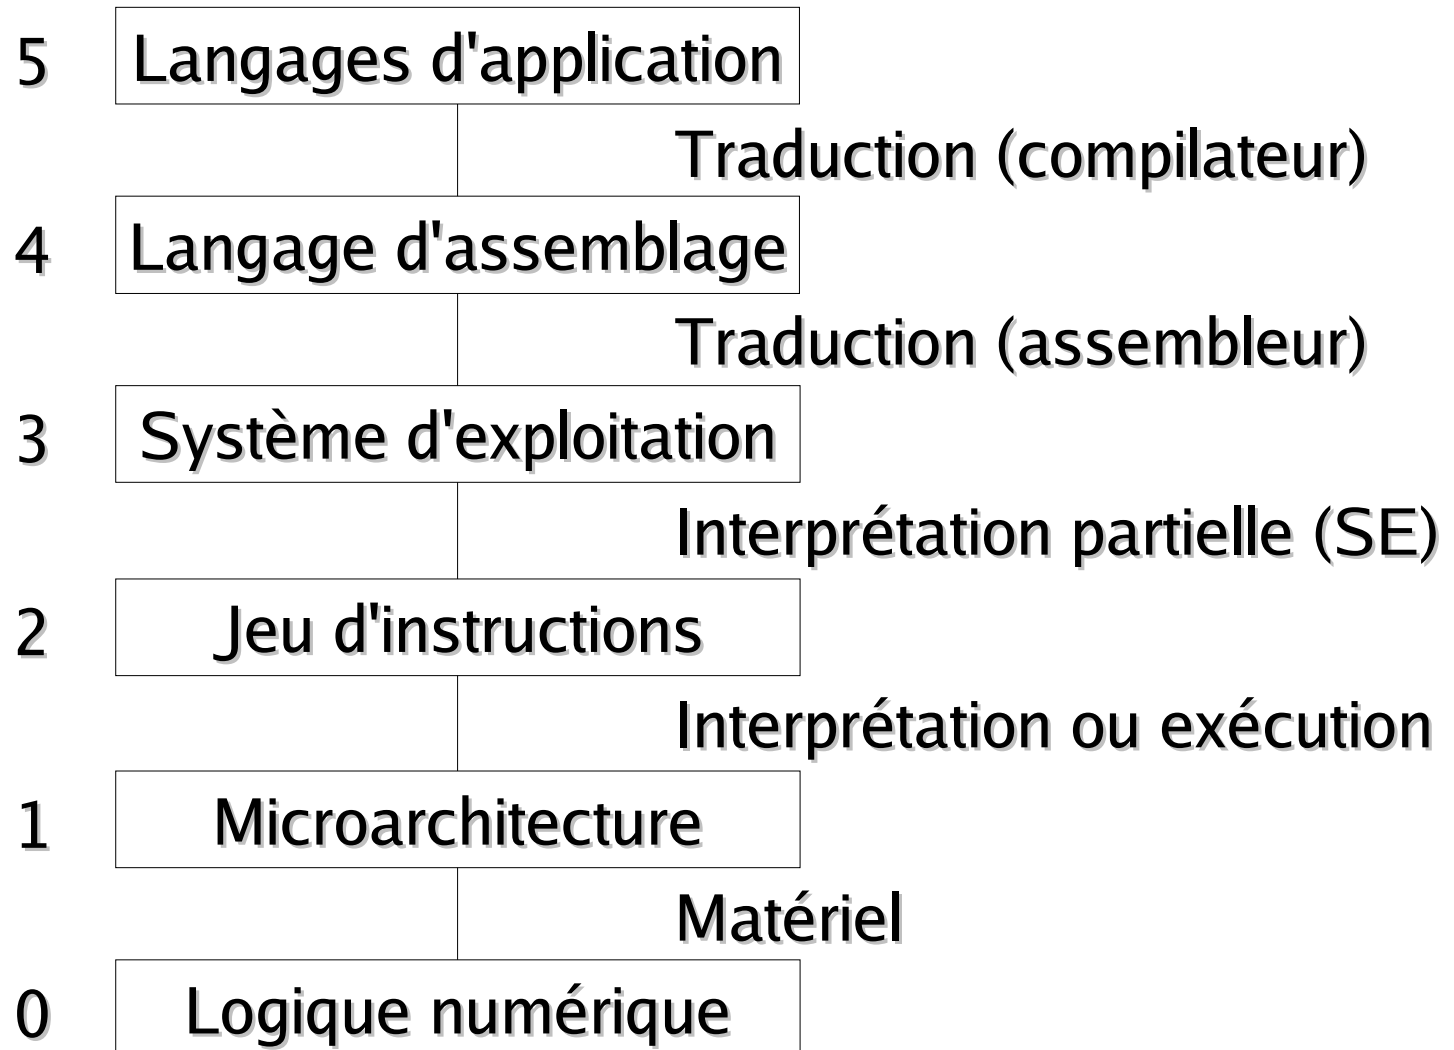 5 Langages d'application
Traduction (compilateur)
4 Langage d'assemblage
Traduction (assembleur)
3 Système d'exploitation
Interprétation partielle (SE)
2 Jeu d'instructions
Interprétation ou exécution
1 Microarchitecture
Matériel
0 Logique numérique